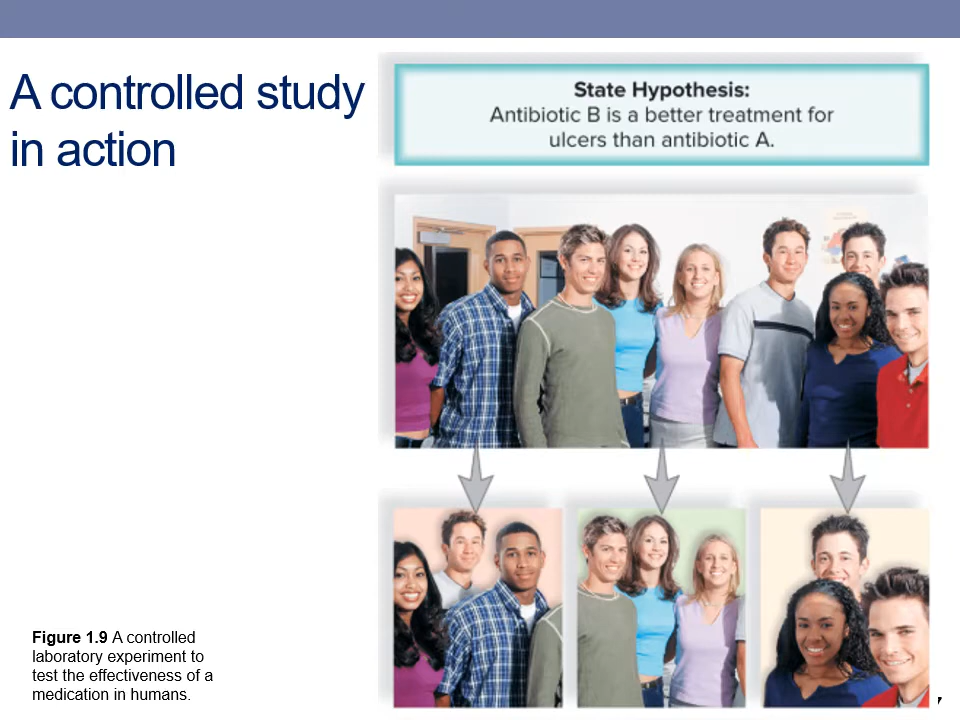 A controlled study
in action
State Hypothesis:
Antibiotic B is a better treatment for
ulcers than antibiotic A.
Figure 1.9 A controlled
laboratory experiment to
test the effectiveness of a
medication in humans.